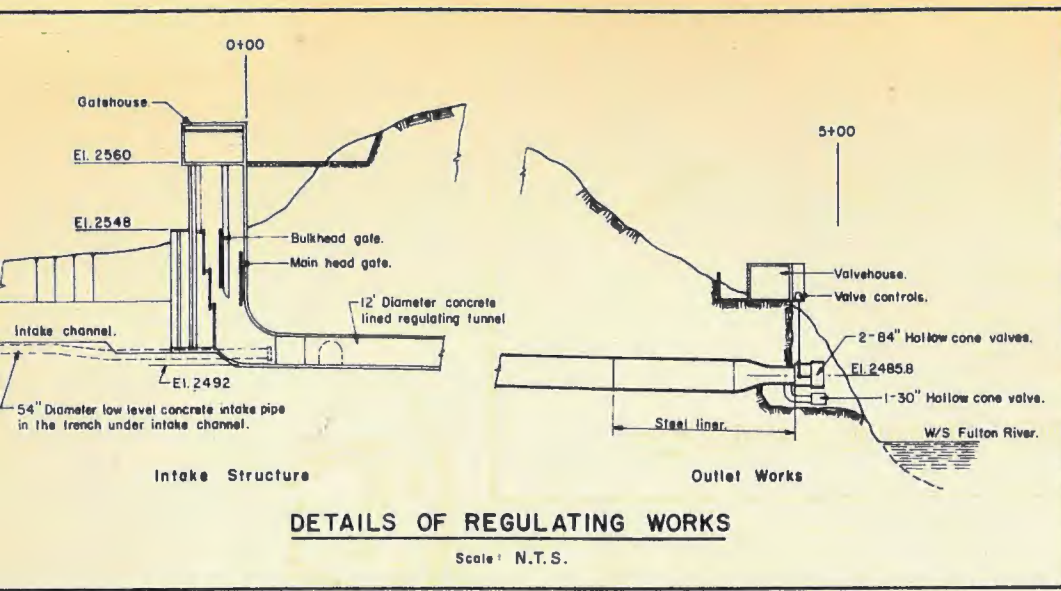 0+00
Gatehouse.
El. 2560
El. 2548
Bulkhead gate.
Main head gate.
12' Diameter concrete
lined regulating tunnel
Intake channel.
El. 2492
54" Diameter low level concrete intake pipe
in the trench under intake channel.
Intake Structure
5+00
Valvehouse.
Valve controls.
2-84" Hollow cone valves.
El. 2485.8
1-30" Hollow cone valve.
Steel liner.
W/S Fulton River.
Outlet Works
DETAILS OF REGULATING WORKS
Scale: N.T.S.